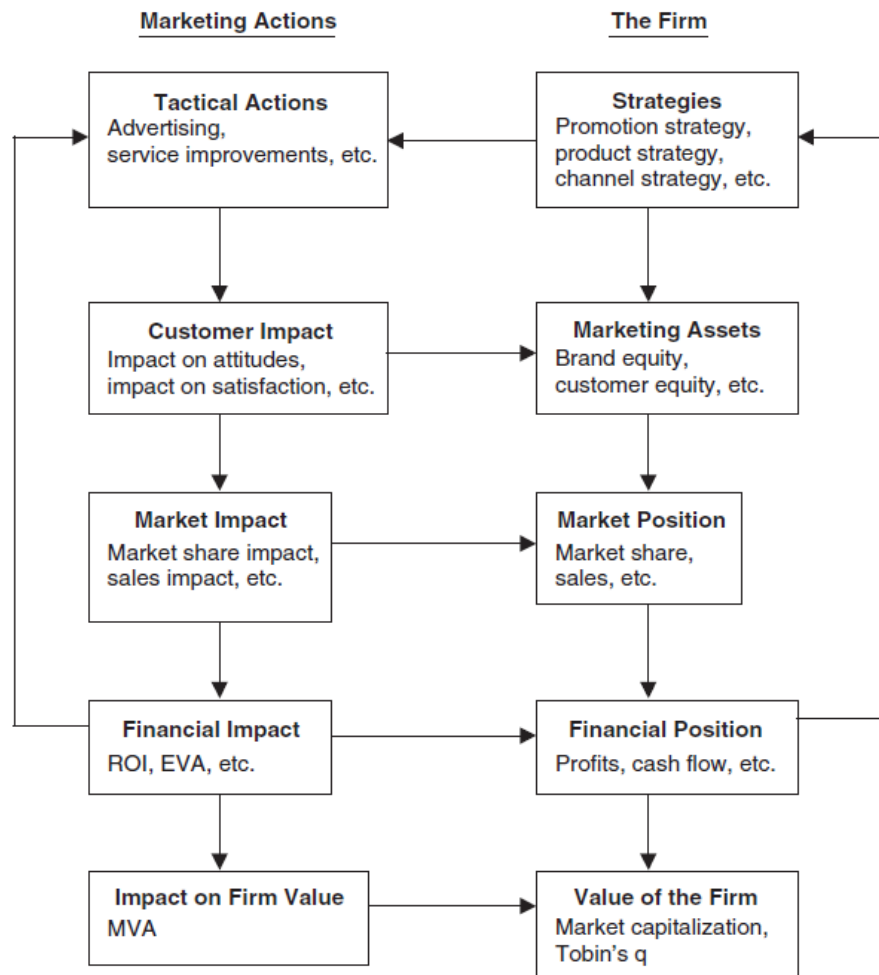 Marketing Actions
The Firm
Tactical Actions
Advertising,
service improvements, etc.
Strategies
Promotion strategy,
product strategy,
channel strategy, etc.
Customer Impact
Impact on attitudes,
impact on satisfaction, etc.
Marketing Assets
Brand equity,
customer equity, etc.
Market Impact
Market share impact,
sales impact, etc.
Market Position
Market share,
sales, etc.
Financial Impact
ROI, EVA, etc.
Financial Position
Profits, cash flow, etc.
Impact on Firm Value
MVA
Value of the Firm
Market capitalization,
Tobin's q